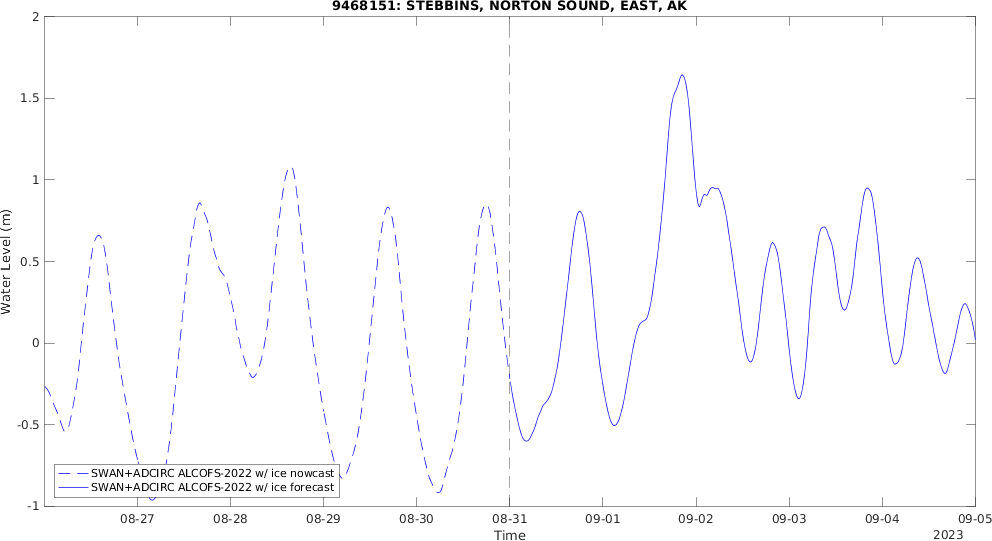 9468151: STEBBINS, NORTON SOUND, EAST, AK
Water Level (m)
2
1.5
1
0.5
0
-0.5
-1
SWAN+ADCIRC ALCOFS-2022 w/ ice nowcast
SWAN+ADCIRC ALCOFS-2022 w/ ice forecast
08-27 08-28 08-29 08-30 08-31 09-01 09-02 09-03 09-04 09-05
Time
2023